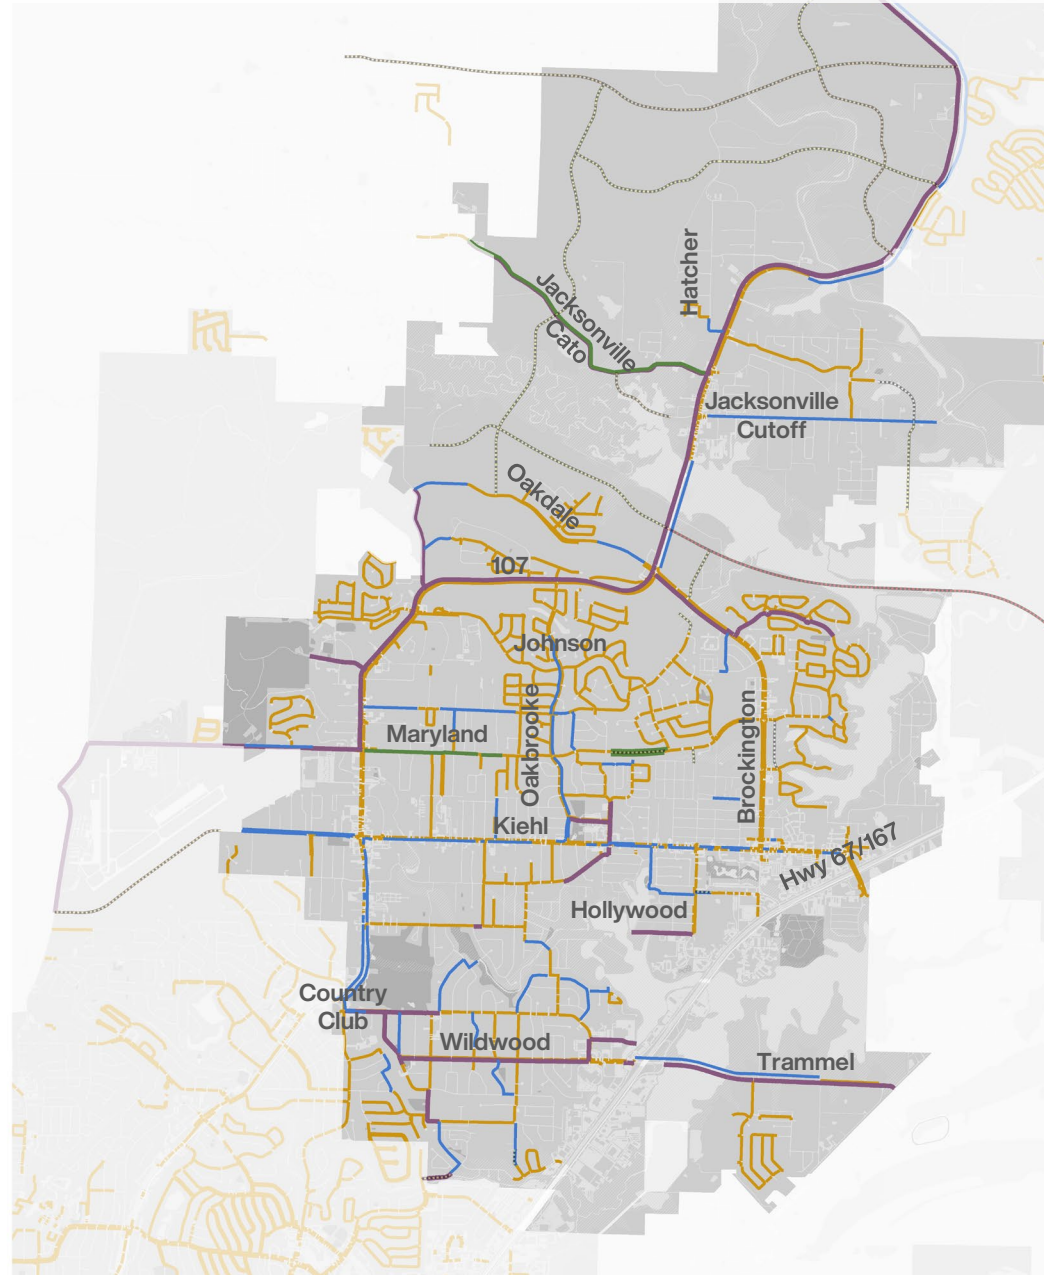 Hatcher
Jacksonville
Cato
Jacksonville
Cutoff
Oakdale
107
Johnson
Oakbrooke
Maryland
Brockington
Kiehl
Hwy 67/167
Hollywood
Country
Club
Wildwood
Trammel